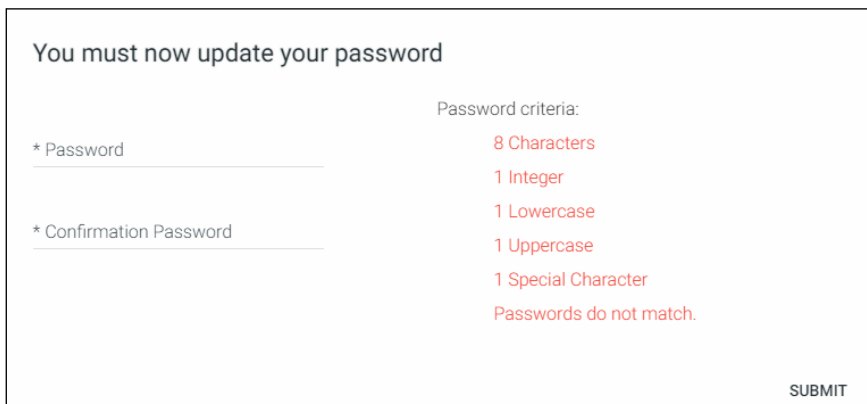 You must now update your password
* Password
* Confirmation Password
Password criteria:
8 Characters
1 Integer
1 Lowercase
1 Uppercase
1 Special Character
Passwords do not match.
SUBMIT